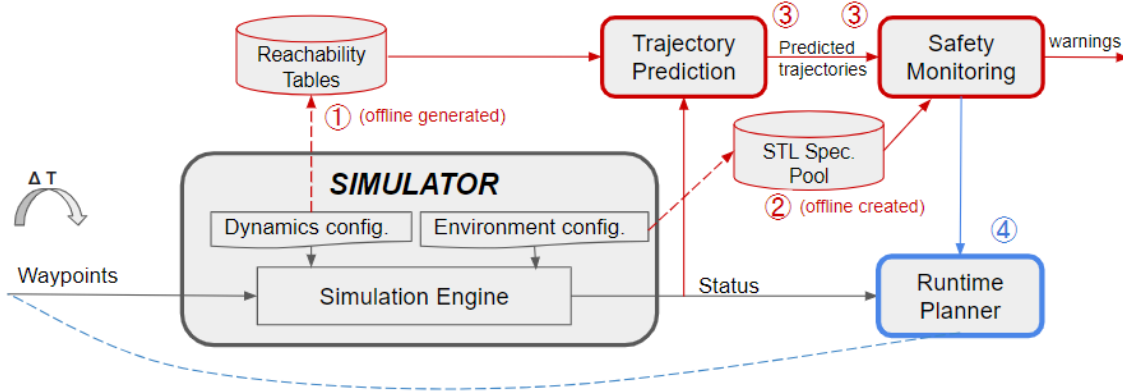 ③
③
Reachability
Tables
Trajectory
Prediction
Predicted
trajectories
Safety
Monitoring
warnings
① (offline generated)
STL Spec.
Pool
② (offline created)
Δ T
SIMULATOR
Dynamics config.
Environment config.
④
Waypoints
Simulation Engine
Status
Runtime
Planner